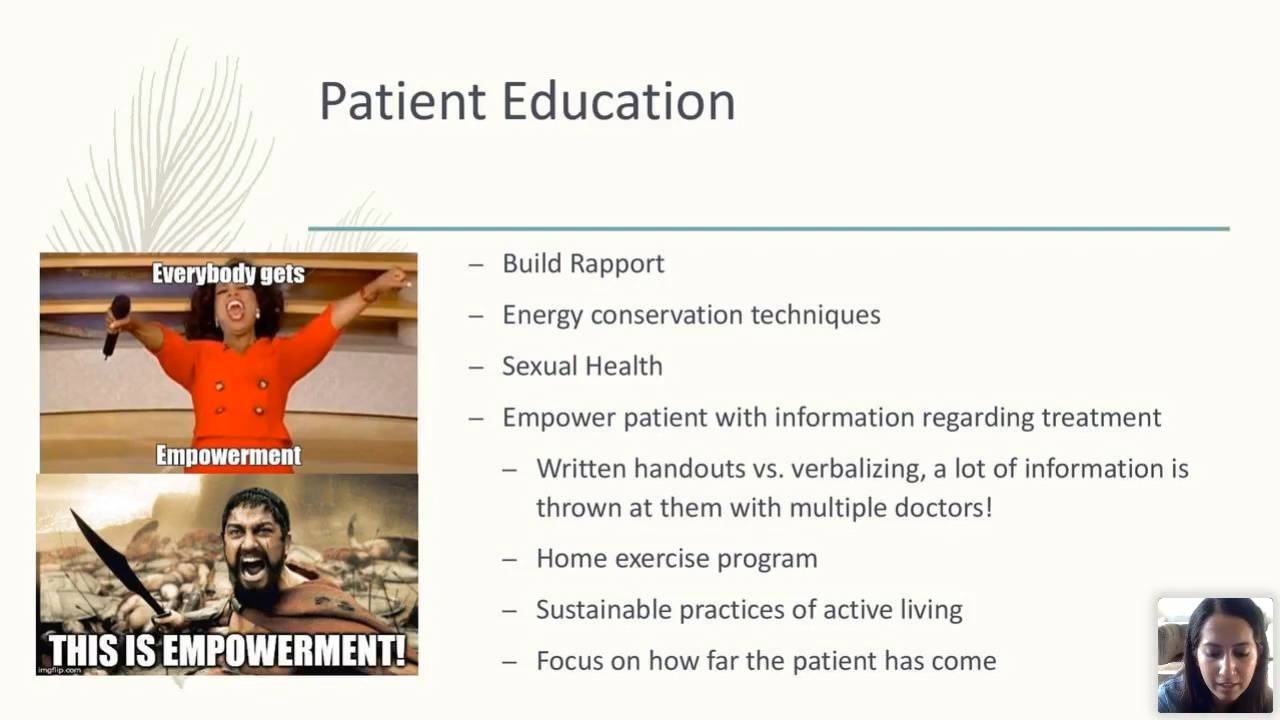 Patient Education
Everybody gets
Empowerment
THIS IS EMPOWERMENT!
imgflip.com
– Build Rapport
– Energy conservation techniques
– Sexual Health
– Empower patient with information regarding treatment
– Written handouts vs. verbalizing, a lot of information is
thrown at them with multiple doctors!
– Home exercise program
– Sustainable practices of active living
– Focus on how far the patient has come